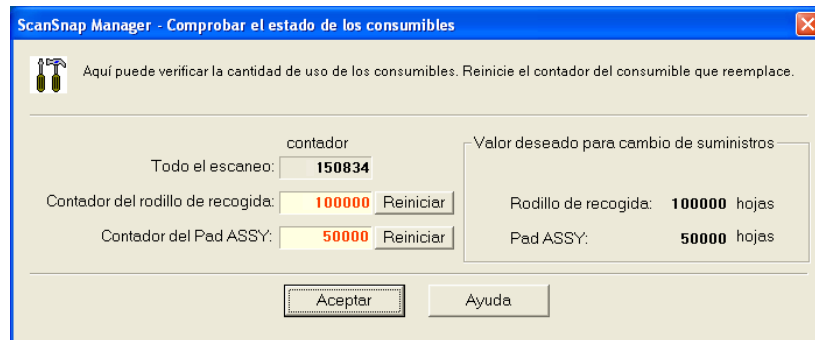 ScanSnap Manager - Comprobar el estado de los consumibles
Aquí puede verificar la cantidad de uso de los consumibles. Reinicie el contador del consumible que reemplace.
contador
Todo el escaneo: 150834
Contador del rodillo de recogida: 100000 Reiniciar
Contador del Pad ASSY: 50000 Reiniciar
Valor deseado para cambio de suministros
Rodillo de recogida: 100000 hojas
Pad ASSY: 50000 hojas
Aceptar Ayuda